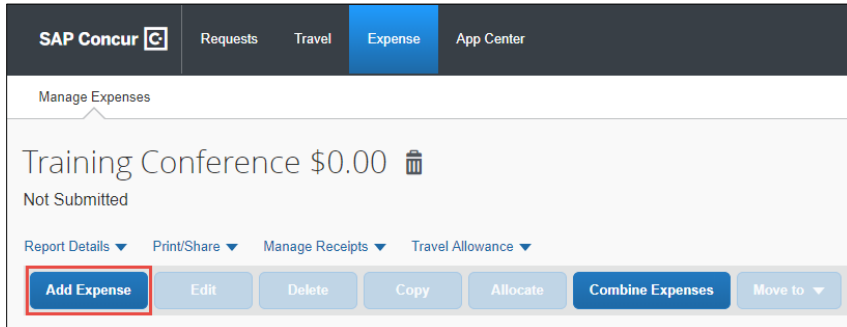 SAP Concur C Requests Travel Expense App Center
Manage Expenses
Training Conference $0.00
Not Submitted
Report Details Print/Share Manage Receipts Travel Allowance
Add Expense Edit Delete Copy Allocate Combine Expenses Move to